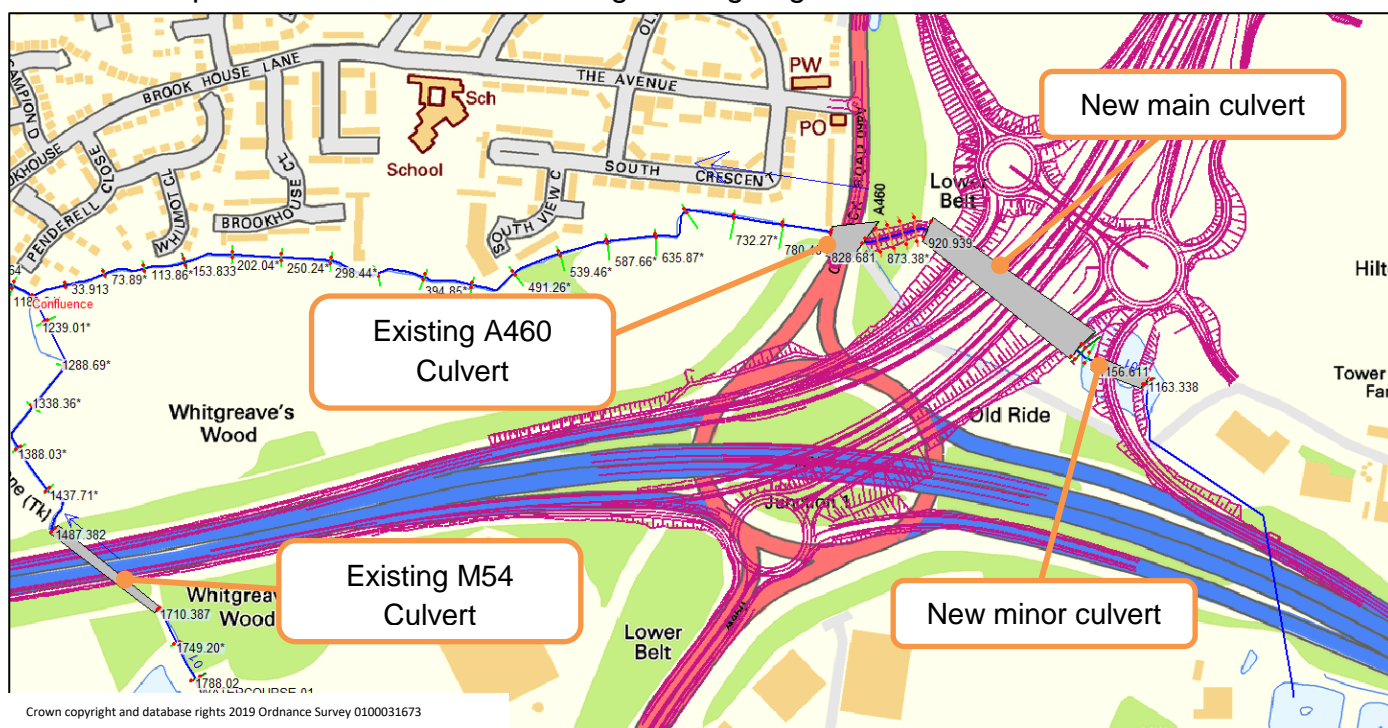 BROOK HOUSE LANE
THE AVENUE
PW
New main culvert
Sch
School
PO
SOUTH CRESCENT
A460
Lower
Belt
PENDERELL CLOSE
BROOKHOUSE
CL
SOUTH VIEW C
732.27*
920.939
828.681
873.38*
635.87*
587.66*
539.46*
491.26*
394.85*
298.44*
250.24*
202.04*
153.833
113.86*
73.89*
33.913
Confluence
1239.01*
1288.69*
1338.36*
1388.03*
1437.71*
1487.382
Existing A460
Culvert
Whitgreave's
Wood
1163.338
Old Ride
Junction 1
Existing M54
Culvert
Wood
1710.387
1749.20*
1788.02
New minor culvert
Lower
Belt
Crown copyright and database rights 2019 Ordnance Survey 0100031673